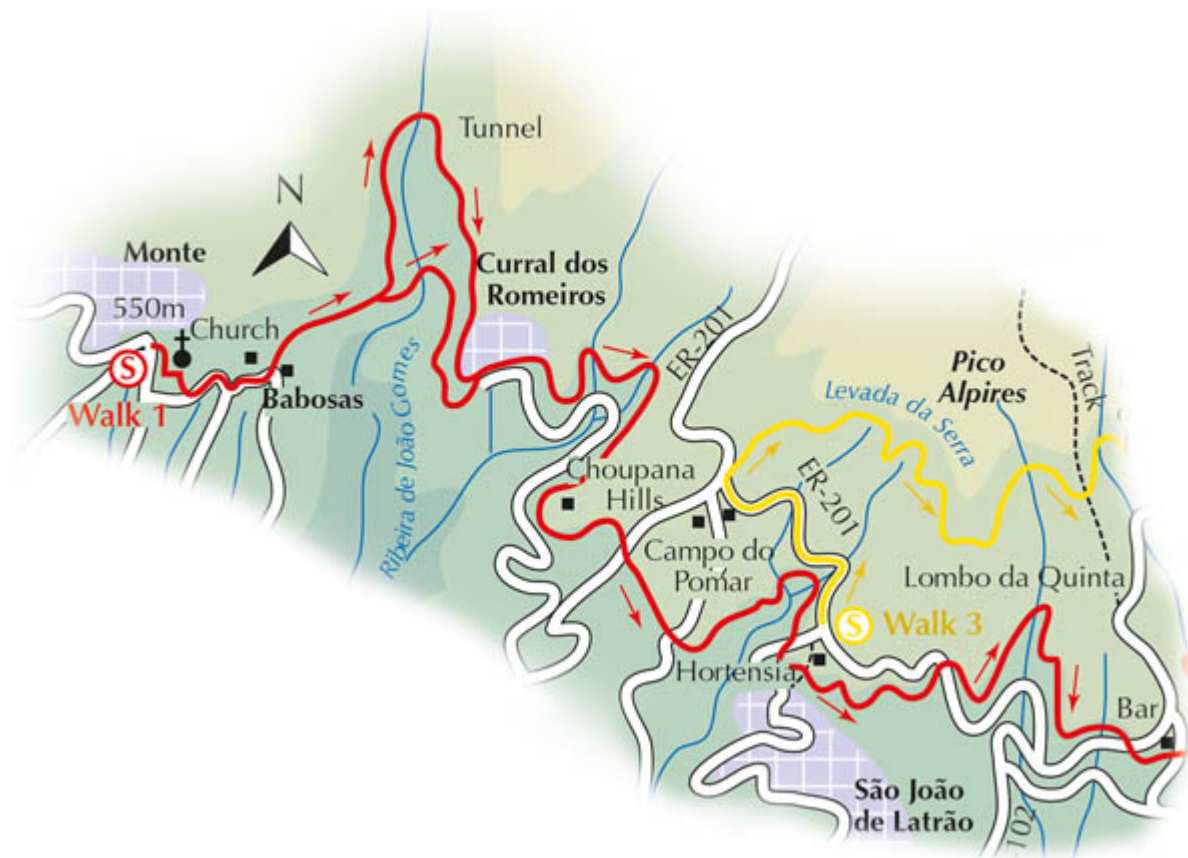 Tunnel
N
Monte
550m
Church
Curral dos
Romeiros
ER-201
Track
Pico
Alpires
Levada da
Serra
S
Walk 1
Babosas
Ribeira de João Gomes
Choupana
Hills
ER-201
Campo do
Pomar
Lombo da Quinta
S
Walk 3
Hortensia
Bar
São João
de Latrão
102